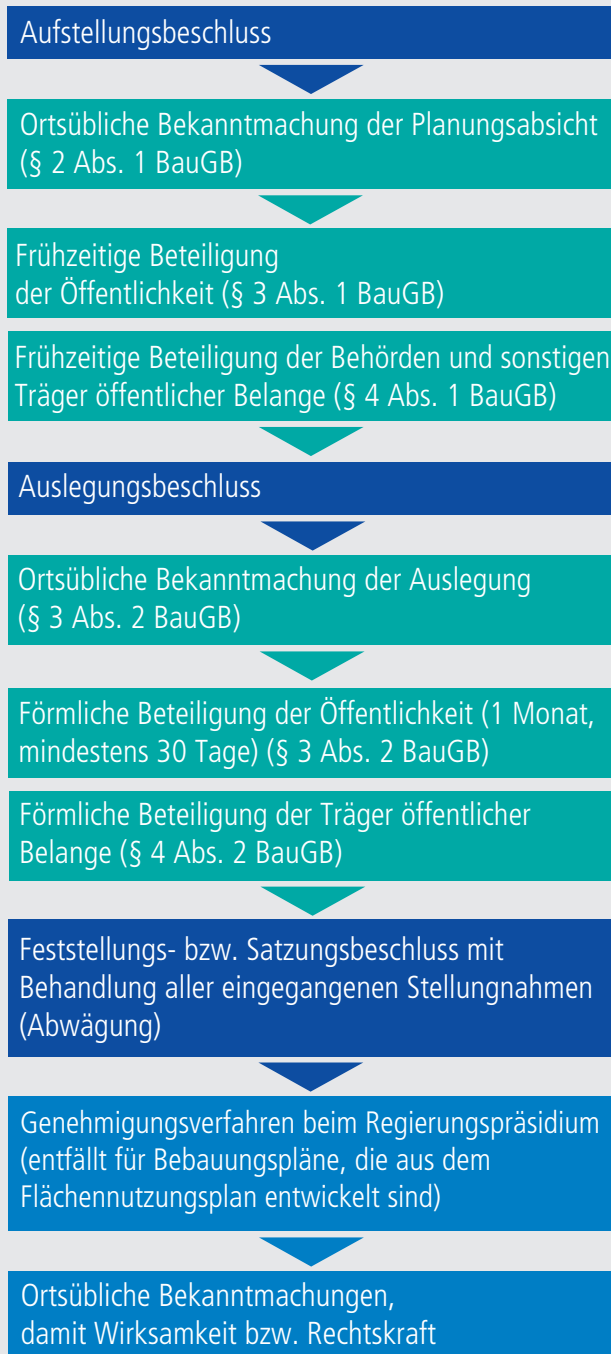 Aufstellungsbeschluss
Ortsübliche Bekanntmachung der Planungsabsicht
(§ 2 Abs. 1 BauGB)
Frühzeitige Beteiligung
der Öffentlichkeit (§ 3 Abs. 1 BauGB)
Frühzeitige Beteiligung der Behörden und sonstigen
Träger öffentlicher Belange (§ 4 Abs. 1 BauGB)
Auslegungsbeschluss
Ortsübliche Bekanntmachung der Auslegung
(§ 3 Abs. 2 BauGB)
Förmliche Beteiligung der Öffentlichkeit (1 Monat,
mindestens 30 Tage) (§ 3 Abs. 2 BauGB)
Förmliche Beteiligung der Träger öffentlicher
Belange (§ 4 Abs. 2 BauGB)
Feststellungs- bzw. Satzungsbeschluss mit
Behandlung aller eingegangenen Stellungnahmen
(Abwägung)
Genehmigungsverfahren beim Regierungspräsidium
(entfällt für Bebauungspläne, die aus dem
Flächennutzungsplan entwickelt sind)
Ortsübliche Bekanntmachungen,
damit Wirksamkeit bzw. Rechtskraft